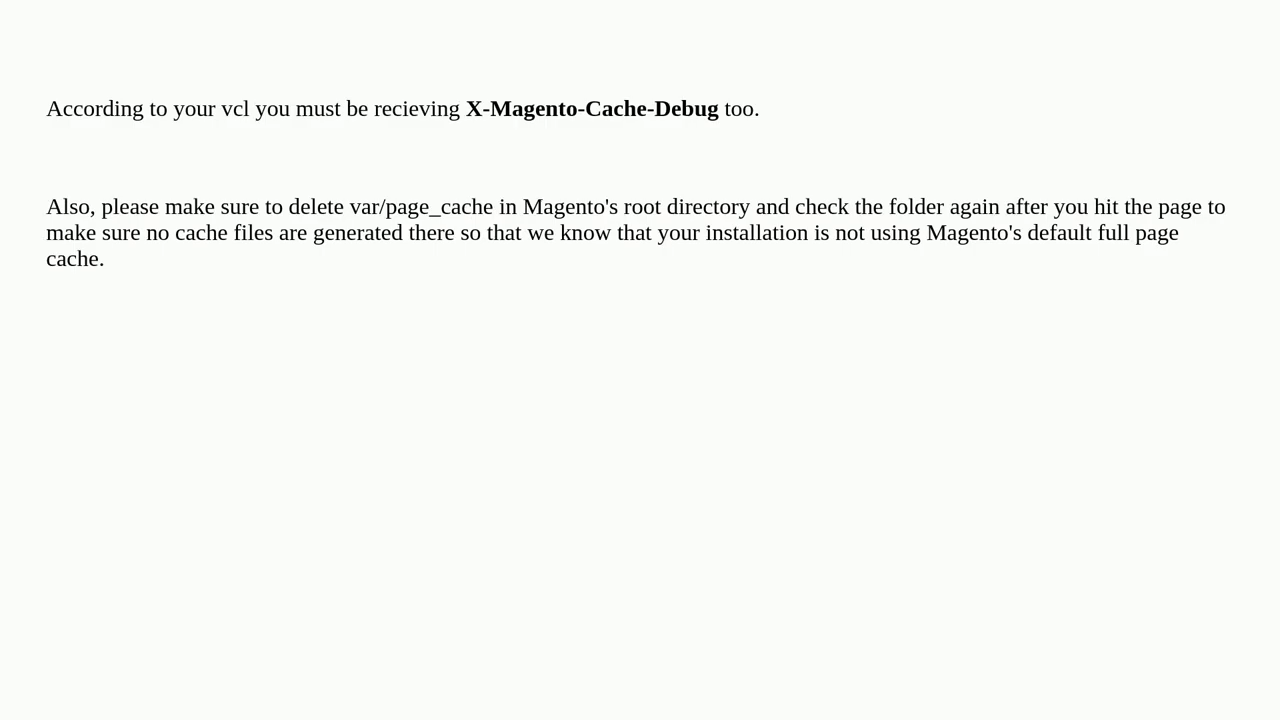 According to your vcl you must be recieving X-Magento-Cache-Debug too.
Also, please make sure to delete var/page_cache in Magento's root directory and check the folder again after you hit the page to
make sure no cache files are generated there so that we know that your installation is not using Magento's default full page
cache.